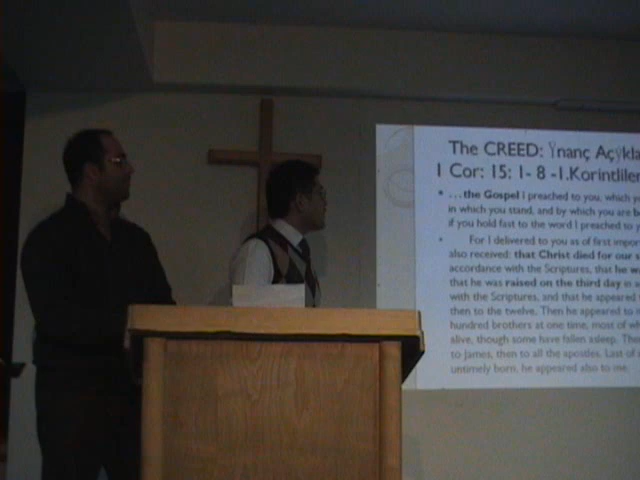 The CREED: Ÿnanç Açÿkla
1 Cor: 15: 1- 8 -1.Korintliler
• …the Gospel I preached to you, which yo
in which you stand, and by which you are b
if you hold fast to the word I preached to y
• For I delivered to you as of first impor
also received: that Christ died for our s
accordance with the Scriptures, that he w
that he was raised on the third day in a
with the Scriptures, and that he appeared
then to the twelve. Then he appeared to m
hundred brothers at one time, most of wh
alive, though some have fallen asleep. The
to James, then to all the apostles. Last of
untimely born, he appeared also to me.